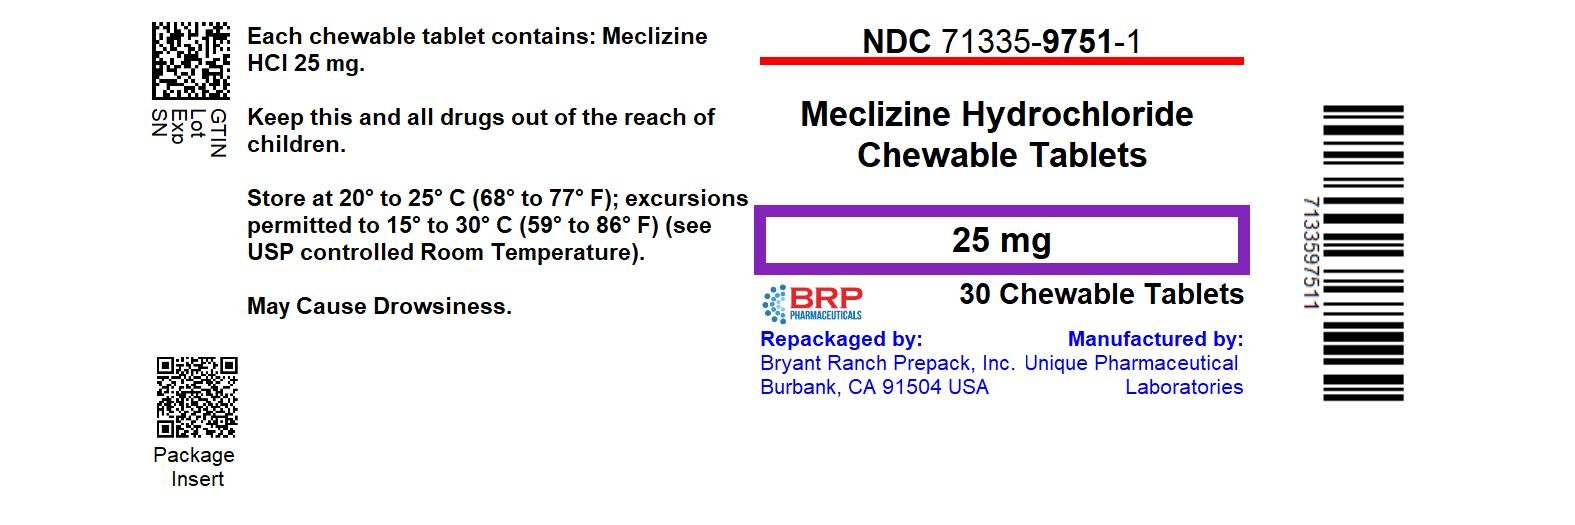 Each chewable tablet contains: Meclizine
HCl 25 mg.
Keep this and all drugs out of the reach of
children.
Store at 20° to 25° C (68° to 77° F); excursions
permitted to 15° to 30° C (59° to 86° F) (see
USP controlled Room Temperature).
May Cause Drowsiness.
GTIN
Lot
Exp
SN
Package
Insert
NDC 71335-9751-1
Meclizine Hydrochloride
Chewable Tablets
25 mg
BRP
PHARMACEUTICALS
30 Chewable Tablets
Repackaged by:
Bryant Ranch Prepack, Inc.
Burbank, CA 91504 USA
Manufactured by:
Unique Pharmaceutical
Laboratories
7133597511